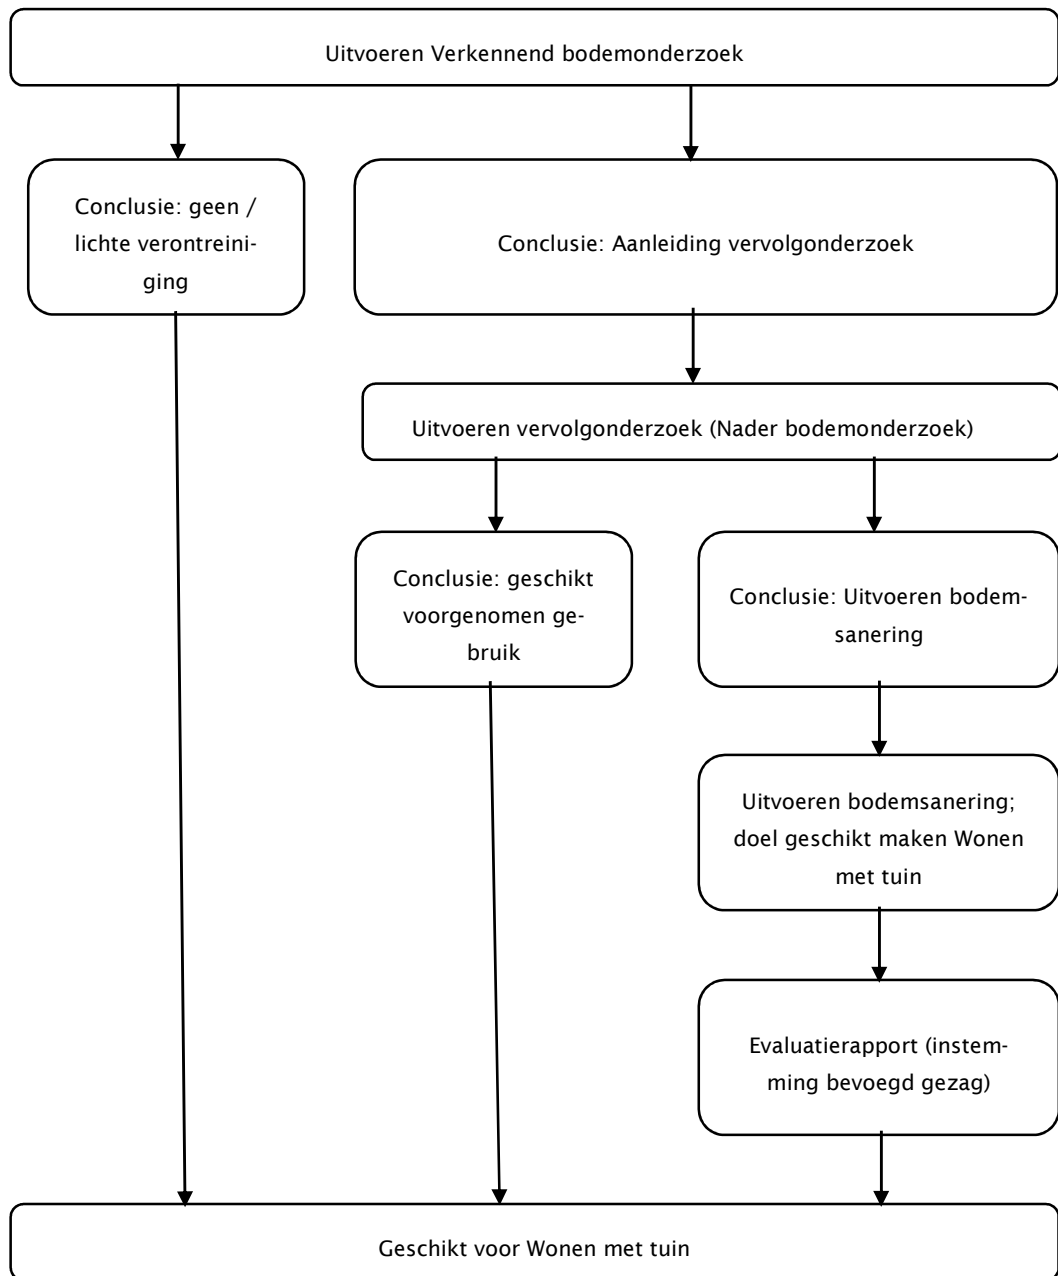 Uitvoeren Verkennend bodemonderzoek
Conclusie: geen /
lichte verontreini-
ging
Conclusie: Aanleiding vervolgonderzoek
Uitvoeren vervolgonderzoek (Nader bodemonderzoek)
Conclusie: geschikt
voorgenomen ge-
bruik
Conclusie: Uitvoeren bodem-
sanering
Uitvoeren bodemsanering;
doel geschikt maken Wonen
met tuin
Evaluatierapport (instem-
ming bevoegd gezag)
Geschikt voor Wonen met tuin